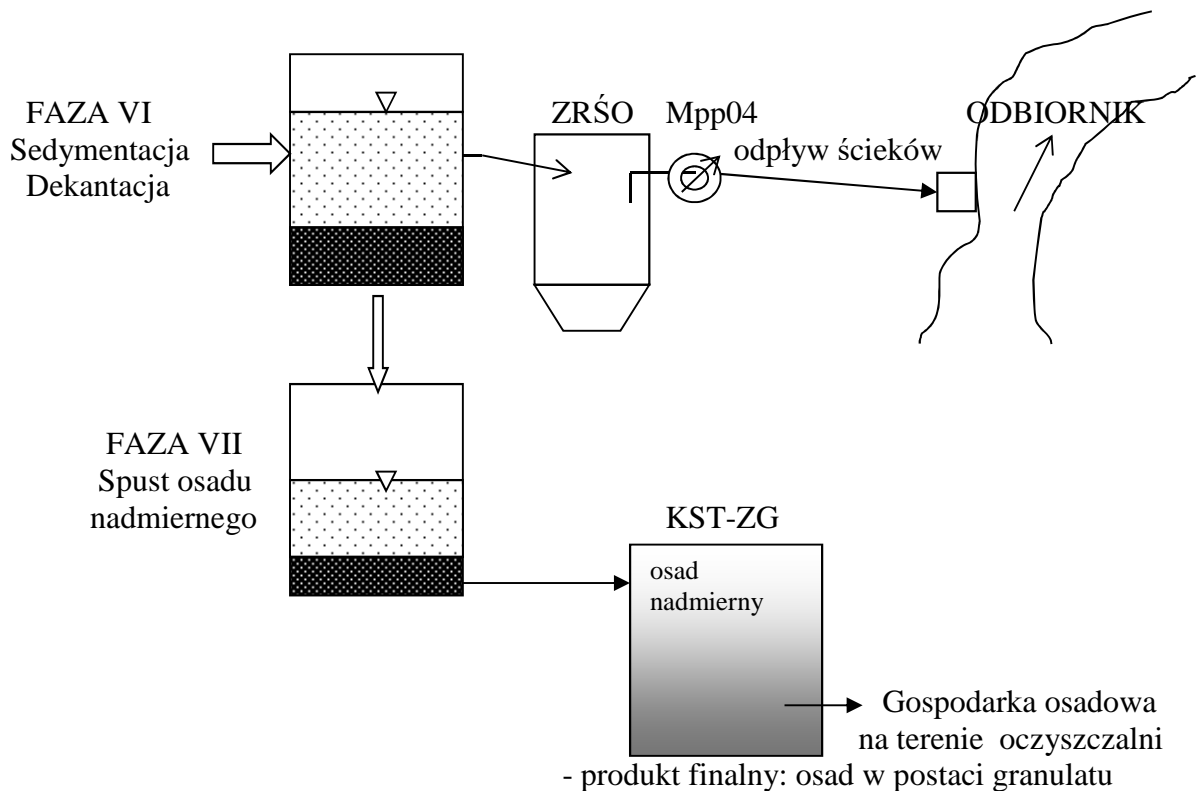 FAZA VI
Sedymentacja
Dekantacja
ZRŚO
Mpp04
odpływ ścieków
ODBIORNIK
FAZA VII
Spust osadu
nadmiernego
KST-ZG
osad
nadmierny
Gospodarka osadowa
na terenie oczyszczalni
- produkt finalny: osad w postaci granulatu